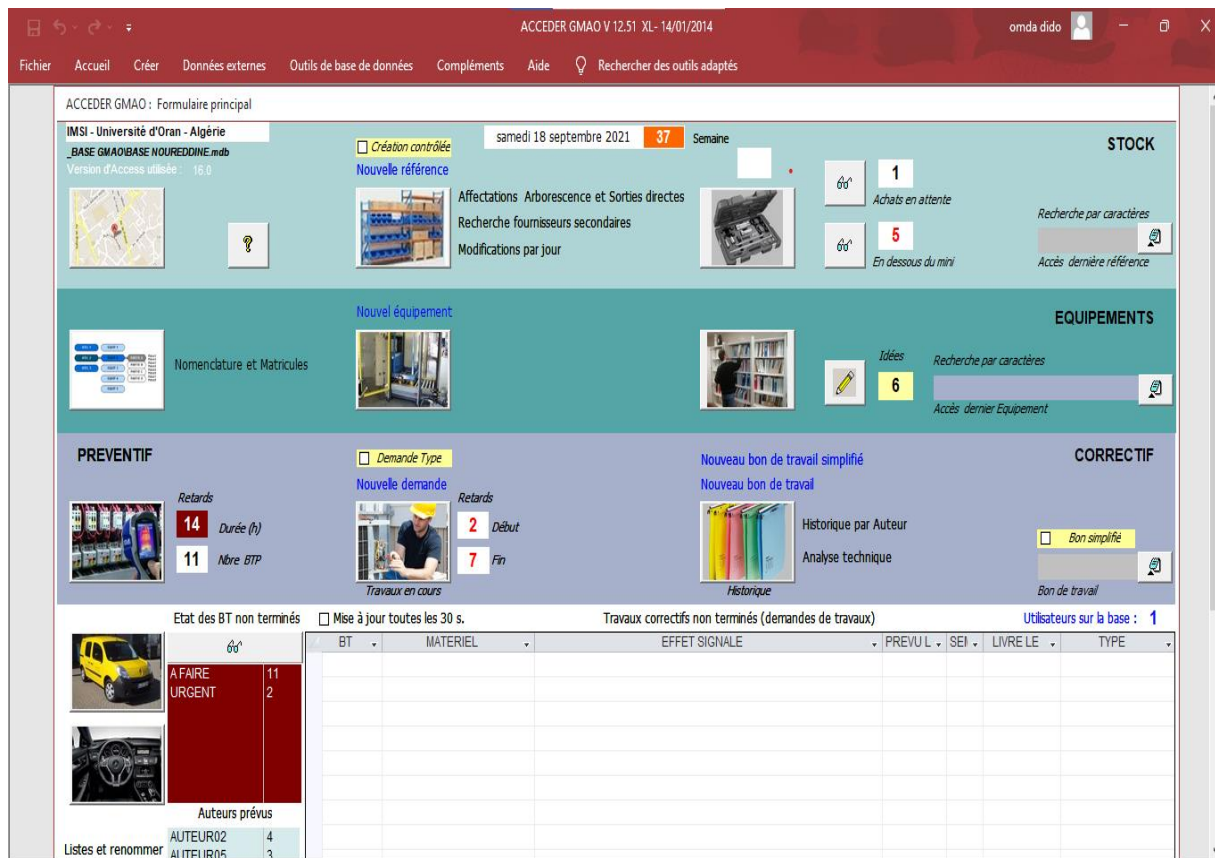 ACCEDER GMAO V 12.51 XL- 14/01/2014
omda dido
Fichier Accueil Créer Données externes Outils de base de données Compléments Aide Rechercher des outils adaptés
ACCEDER GMAO : Formulaire principal
IMSI - Université d'Oran - Algérie
_BASE GMAO\BASE NOUREDDINE.mdb
Version d'Access utilisée : 16.0
samedi 18 septembre 2021 37 Semaine
Création contrôlée
Nouvelle référence
Affectations Arborescence et Sorties directes
Recherche fournisseurs secondaires
Modifications par jour
STOCK
1
Achats en attente
5
En dessous du mini
Recherche par caractères
Accès dernière référence
?
Nouvel équipement
EQUIPEMENTS
Nomenclature et Matricules
Idées
6
Recherche par caractères
Accès dernier Equipement
PREVENTIF
Retards
14 Durée (h)
11 Nbre BTP
Demande Type
Nouvelle demande
Retards
2 Début
7 Fin
Travaux en cours
Nouveau bon de travail simplifié
Nouveau bon de travail
CORRECTIF
Historique par Auteur
Analyse technique
Historique
Bon simplifié
Bon de travail
Etat des BT non terminés
Mise à jour toutes les 30 s.
Travaux correctifs non terminés (demandes de travaux)
Utilisateurs sur la base : 1
BT MATERIEL EFFET SIGNALE PREVU L SEI LIVRE LE TYPE
A FAIRE 11
URGENT 2
Auteurs prévus
AUTEUR02 4
Listes et renommer
AUTEUR05 3